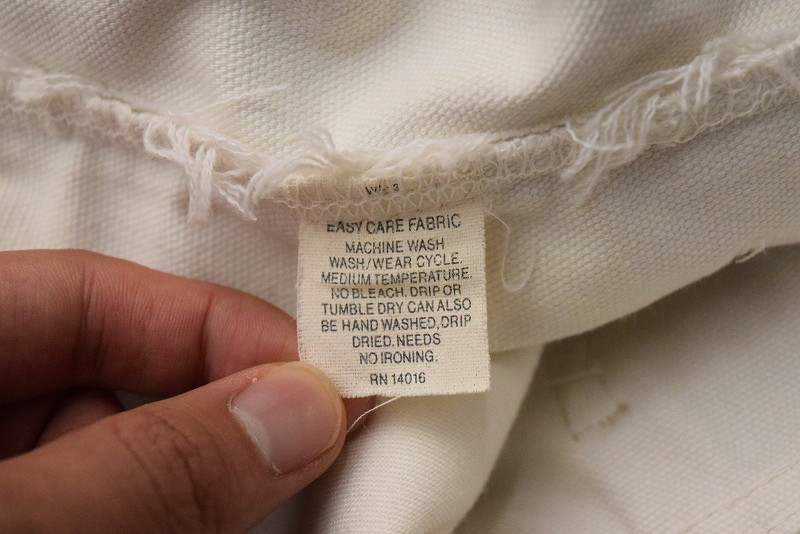 EASY CARE FABRIC
MACHINE WASH
WASH/WEAR CYCLE.
MEDIUM TEMPERATURE.
NO BLEACH. DRIP OR
TUMBLE DRY CAN ALSO
BE HAND WASHED, DRIP
DRIED. NEEDS
NO IRONING.
RN 14016